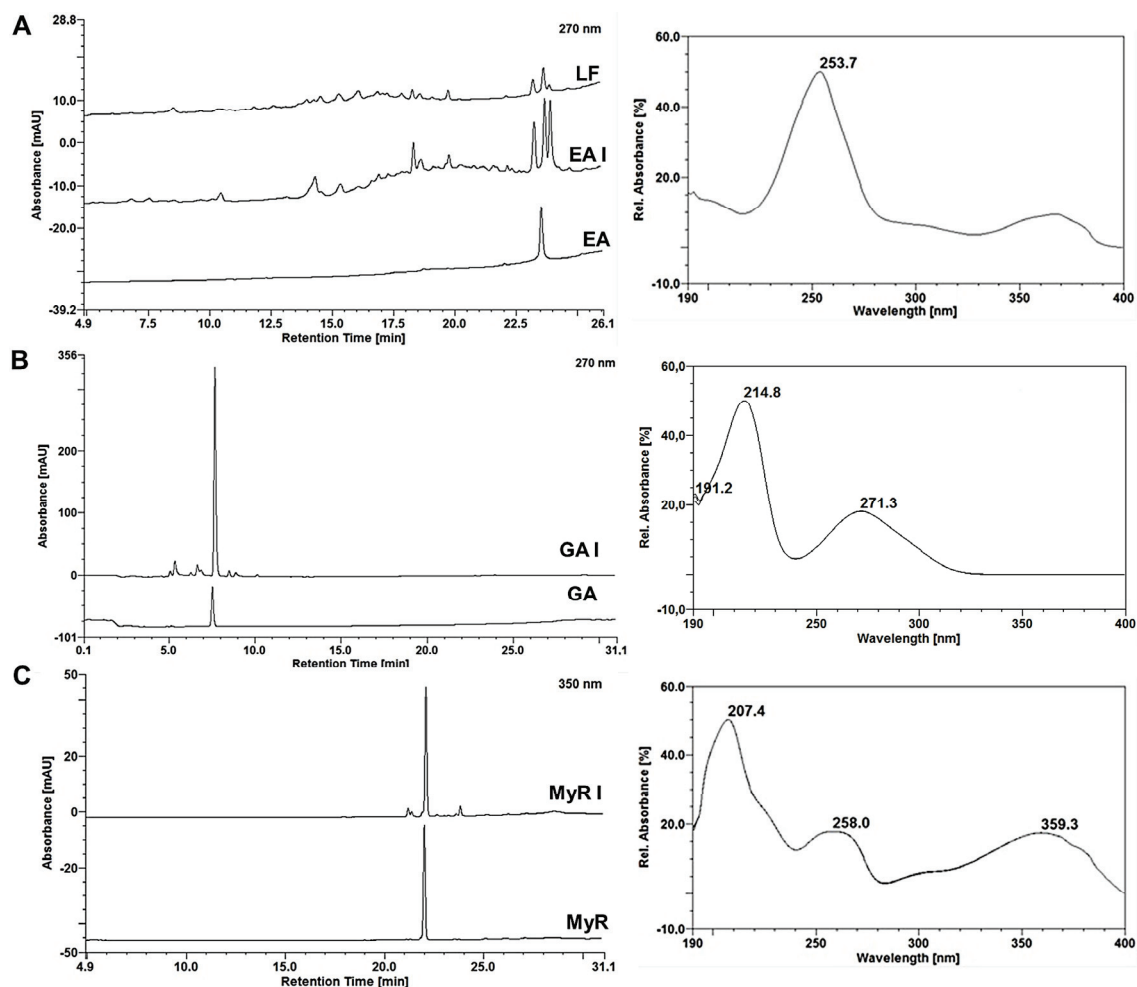 A
28.8
270 nm
LF
10.0
0.0
EA I
-10.0
-20.0
EA
-39.2
4.9 7.5 10.0 12.5 15.0 17.5 20.0 22.5 26.1
Absorbance [mAU]
Retention Time [min]
60.0
253.7
40.0
20.0
-10.0
190 250 300 350 400
Rel. Absorbance [%]
Wavelength [nm]
B
356
270 nm
200
100
GA I
0
GA
-101
0.1 5.0 10.0 15.0 20.0 25.0 31.1
Absorbance [mAU]
Retention Time [min]
60,0
214.8
40,0
191.2
20,0
271.3
-10,0
190 250 300 350 400
Rel. Absorbance [%]
Wavelength [nm]
C
50
350 nm
20
MyR I
0
-20
MyR
-50
4.9 10.0 15.0 20.0 25.0 31.1
Absorbance [mAU]
Retention Time [min]
60.0
207.4
40.0
20.0
258.0
359.3
-10.0
190 250 300 350 400
Rel. Absorbance [%]
Wavelength [nm]